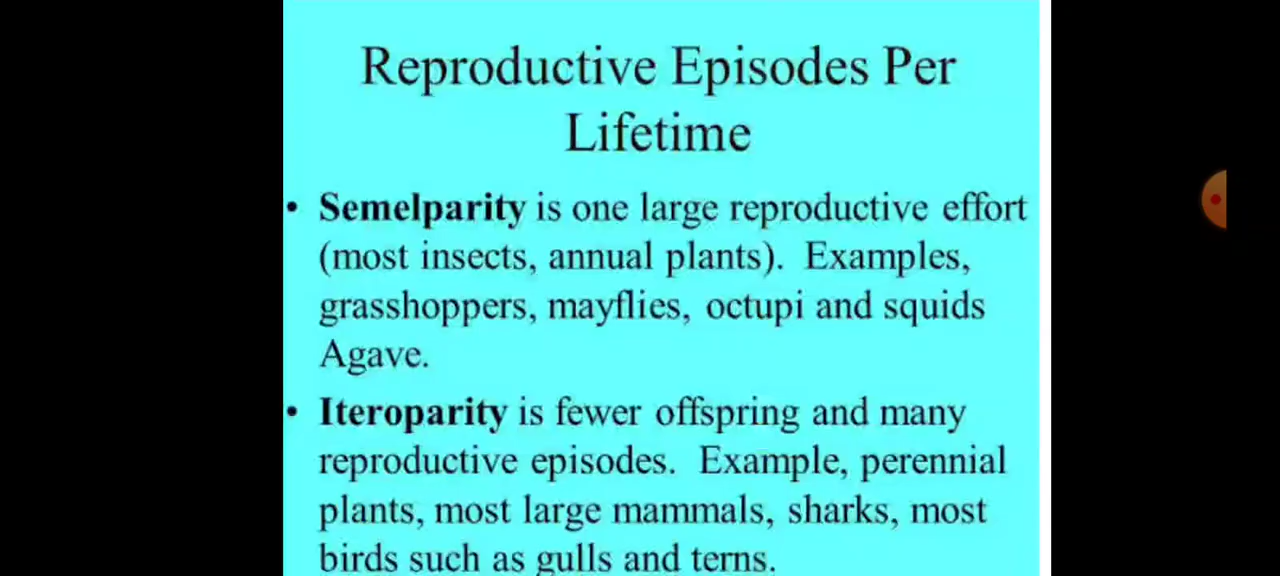 Reproductive Episodes Per
Lifetime
• Semelparity is one large reproductive effort
(most insects, annual plants). Examples,
grasshoppers, mayflies, octupi and squids
Agave.
• Iteroparity is fewer offspring and many
reproductive episodes. Example, perennial
plants, most large mammals, sharks, most
birds such as gulls and terns.